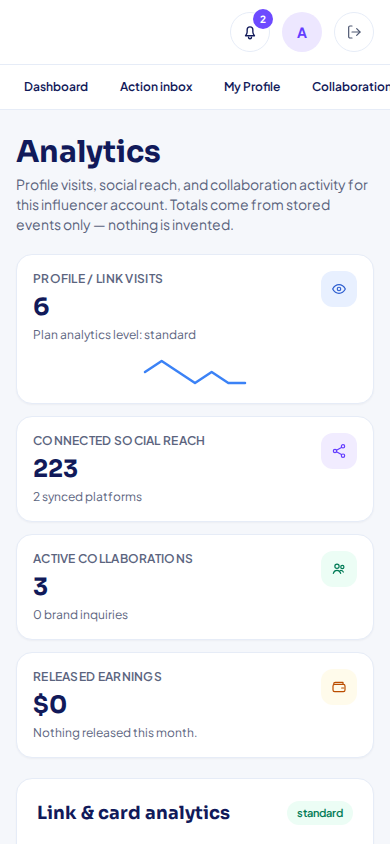 2
A
Dashboard Action inbox My Profile Collaboration
Analytics
Profile visits, social reach, and collaboration activity for
this influencer account. Totals come from stored
events only — nothing is invented.
PROFILE / LINK VISITS
6
Plan analytics level: standard
CONNECTED SOCIAL REACH
223
2 synced platforms
ACTIVE COLLABORATIONS
3
0 brand inquiries
RELEASED EARNINGS
$0
Nothing released this month.
Link & card analytics standard